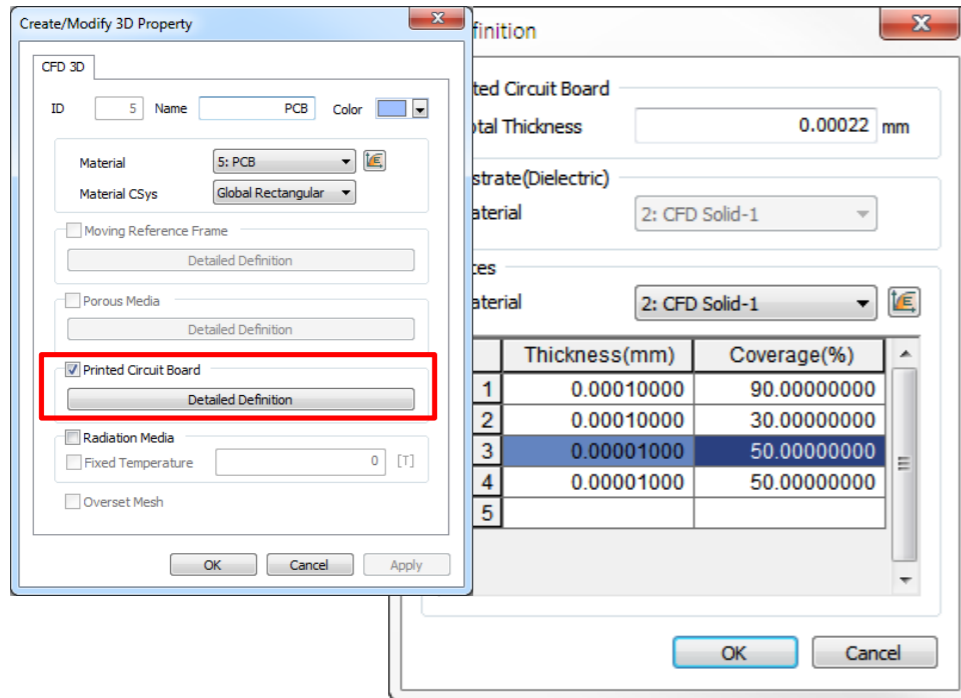 Create/Modify 3D Property
CFD 3D
ID 5 Name PCB Color
Material 5: PCB
Material CSys Global Rectangular
Moving Reference Frame
Detailed Definition
Porous Media
Detailed Definition
Printed Circuit Board
Detailed Definition
Radiation Media
Fixed Temperature 0 [T]
Overset Mesh
OK Cancel Apply
finition
ted Circuit Board
otal Thickness 0.00022 mm
strate(Dielectric)
aterial 2: CFD Solid-1
ces
aterial 2: CFD Solid-1
Thickness(mm) Coverage(%)
1 0.00010000 90.00000000
2 0.00010000 30.00000000
3 0.00001000 50.00000000
4 0.00001000 50.00000000
5
OK Cancel